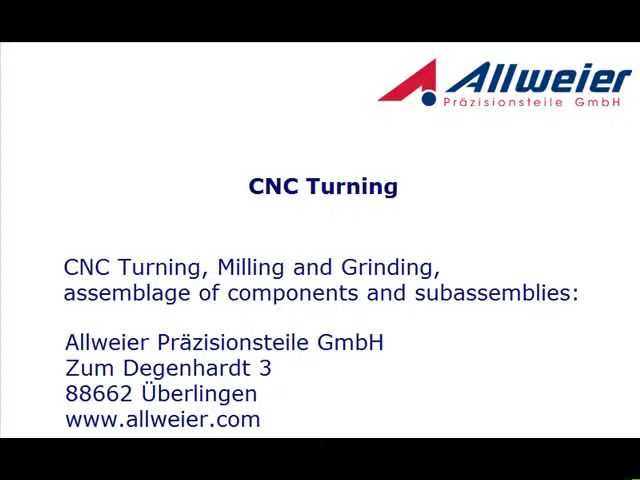 Allweier
Präzisionsteile GmbH
CNC Turning
CNC Turning, Milling and Grinding,
assemblage of components and subassemblies:
Allweier Präzisionsteile GmbH
Zum Degenhardt 3
88662 Überlingen
www.allweier.com